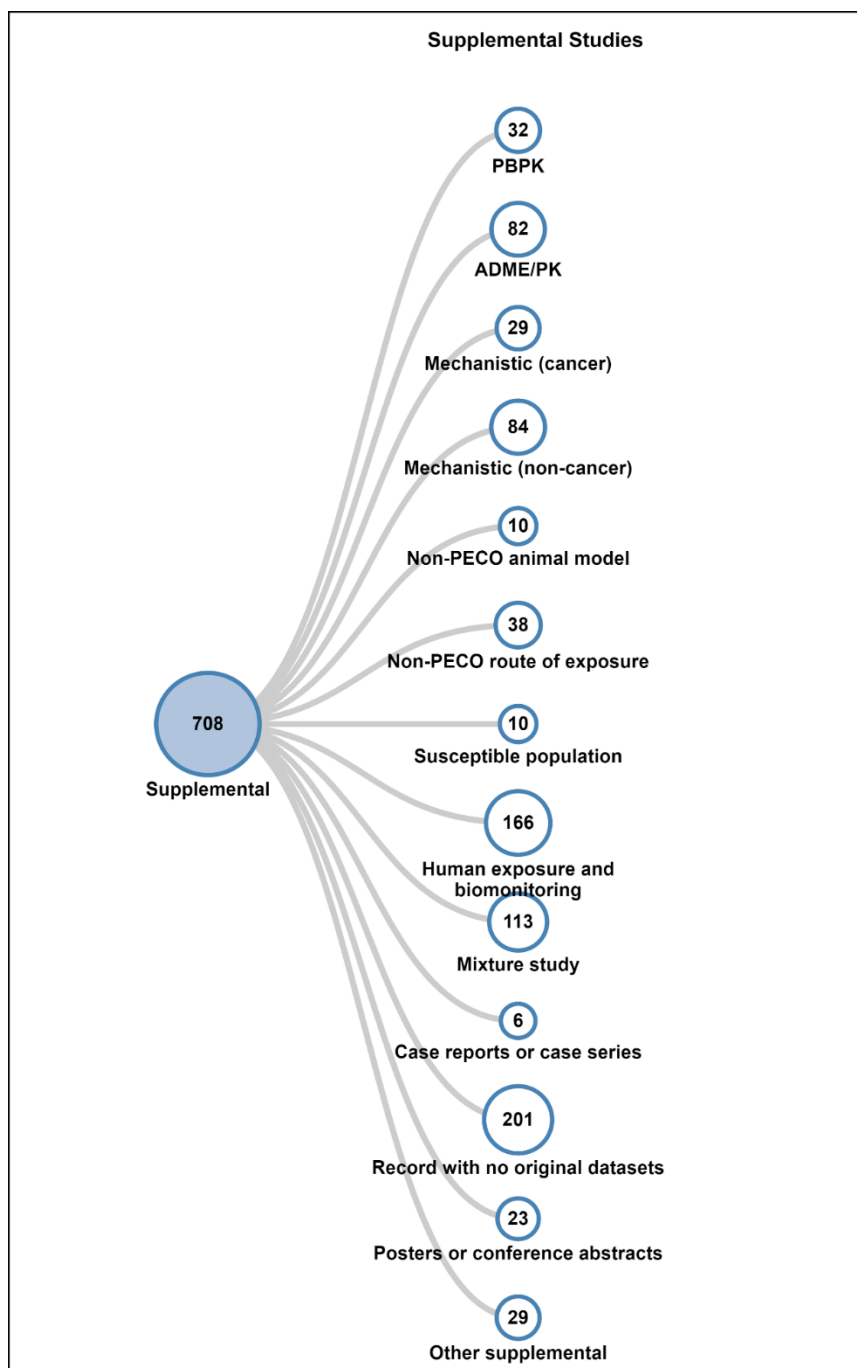 Supplemental Studies
32
PBPK
82
ADME/PK
29
Mechanistic (cancer)
84
Mechanistic (non-cancer)
10
Non-PECO animal model
38
Non-PECO route of exposure
708
Supplemental
10
Susceptible population
166
Human exposure and
biomonitoring
113
Mixture study
6
Case reports or case series
201
Record with no original datasets
23
Posters or conference abstracts
29
Other supplemental